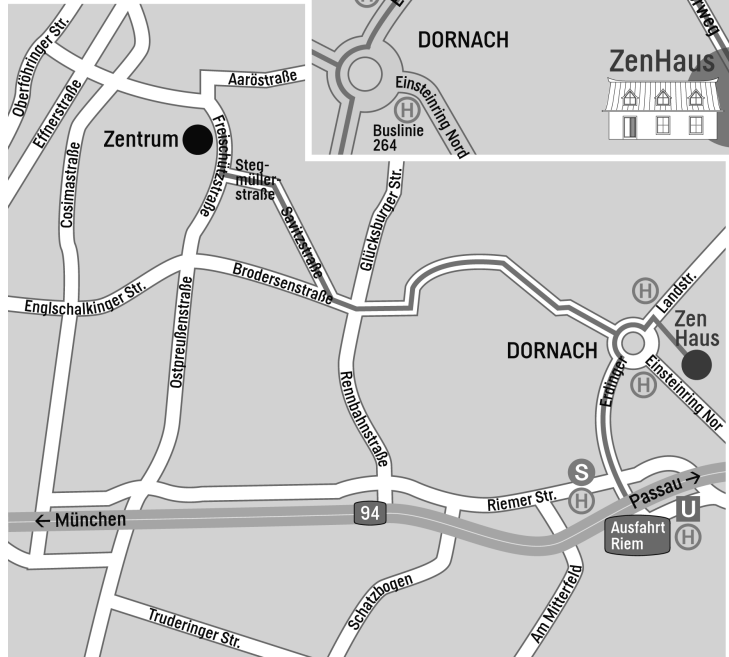 Oberföhringer Str.
Effnerstraße
Cosimastraße
Aaröstraße
Zentrum
Freischützstraße
Steg-
müller-
straße
Savitzstraße
Glücksburger Str.
Brodersenstraße
Englschalkinger Str.
Ostpreußenstraße
Rennbahnstraße
DORNACH
Einsteinring Nord
H
Buslinie
264
H
erweg
ZenHaus
H
Landstr.
Zen
Haus
DORNACH
Erdinger
H
Einsteinring Nor
S
H
Riemer Str.
Passau →
U
H
Ausfahrt
Riem
94
← München
Schatzbogen
Am Mitterfeld
Truderinger Str.